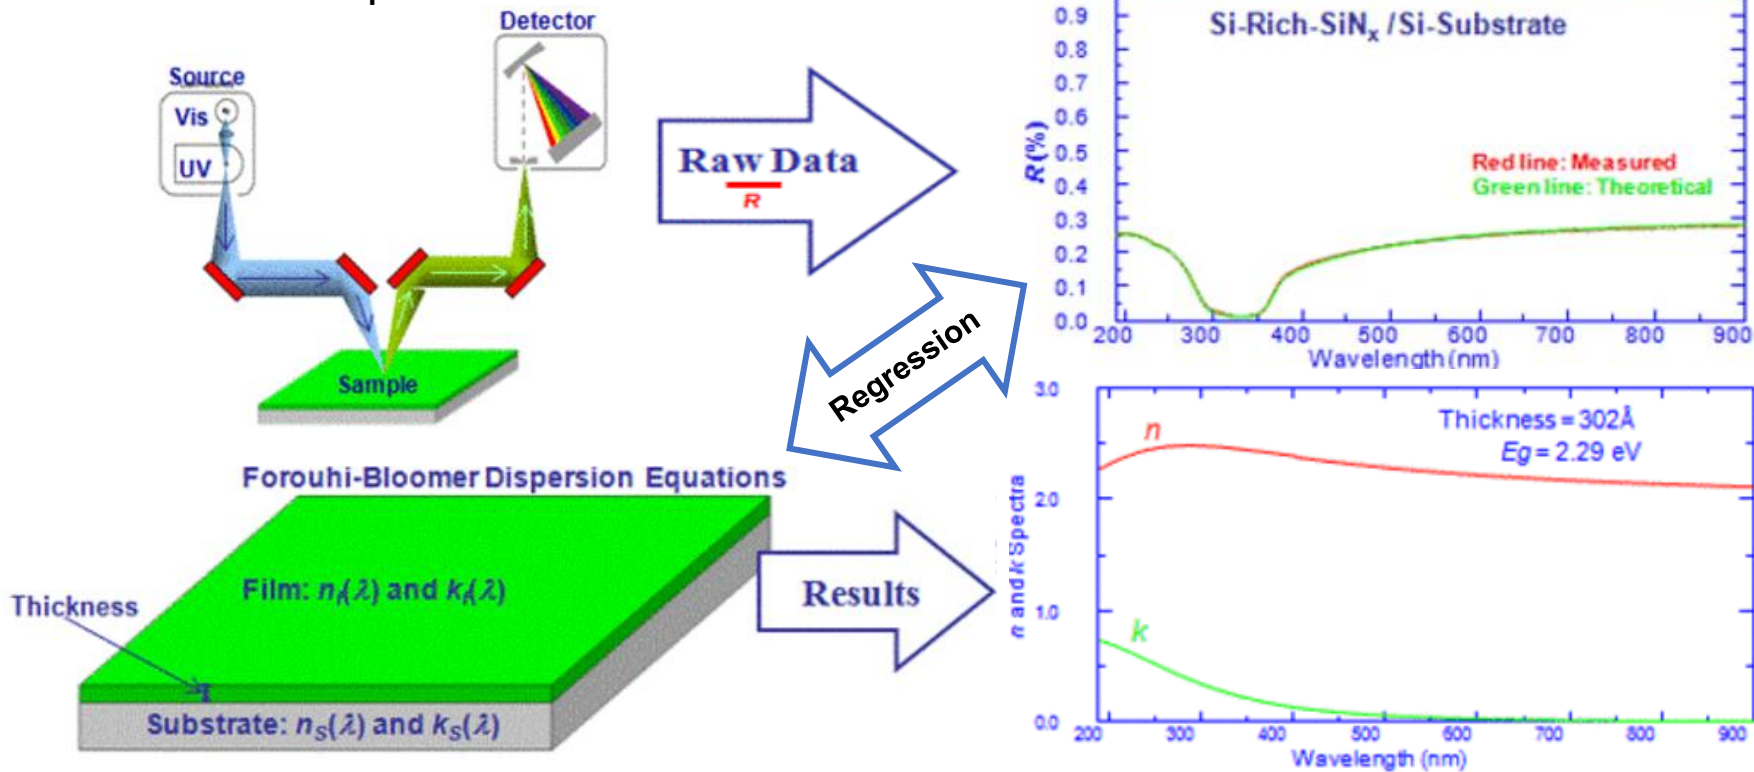 Detector
Source
Vis
UV
Sample
Raw Data
R
Regression
Si-Rich-SiNx /Si-Substrate
R(%)
0.9
0.8
0.7
0.6
0.5
0.4
0.3
0.2
0.1
0.0
Red line: Measured
Green line: Theoretical
200 300 400 500 600 700 800 900
Wavelength (nm)
Forouhi-Bloomer Dispersion Equations
Film: nf(λ) and kf(λ)
Thickness
Substrate: nS(λ) and kS(λ)
Results
n and k Spectra
3.0
2.0
1.0
0.0
Thickness = 302Å
Eg = 2.29 eV
n
k
200 300 400 500 600 700 800 900
Wavelength (nm)